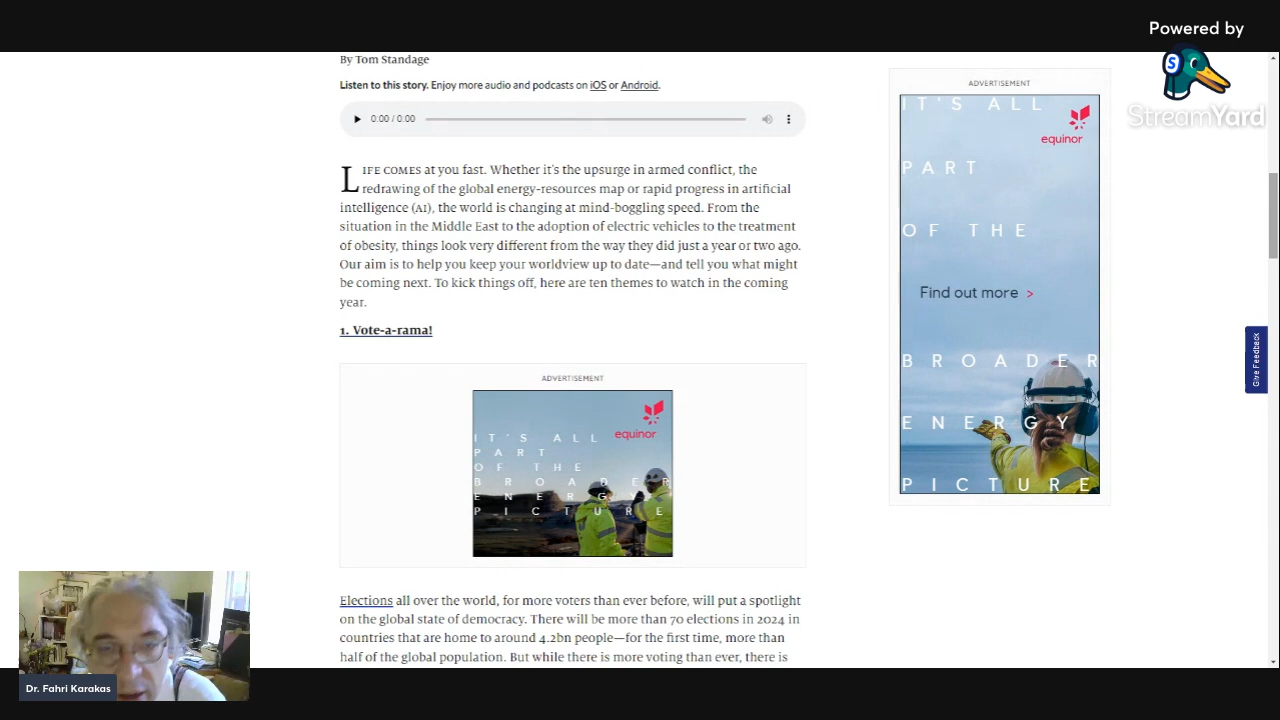 Powered by
StreamYard
By Tom Standage
Listen to this story. Enjoy more audio and podcasts on iOS or Android.
0:00 / 0:00
LIFE COMES at you fast. Whether it's the upsurge in armed conflict, the
redrawing of the global energy-resources map or rapid progress in artificial
intelligence (AI), the world is changing at mind-boggling speed. From the
situation in the Middle East to the adoption of electric vehicles to the treatment
of obesity, things look very different from the way they did just a year or two ago.
Our aim is to help you keep your worldview up to date—and tell you what might
be coming next. To kick things off, here are ten themes to watch in the coming
year.
1. Vote-a-rama!
ADVERTISEMENT
equinor
IT'S ALL
PART
OF THE
BROADER
ENERGY
PICTURE
Elections all over the world, for more voters than ever before, will put a spotlight
on the global state of democracy. There will be more than 70 elections in 2024 in
countries that are home to around 4.2bn people—for the first time, more than
half of the global population. But while there is more voting than ever, there is
ADVERTISEMENT
IT'S ALL
equinor
PART
OF THE
Find out more >
BROADER
ENERGY
PICTURE
Give Feedback
Dr. Fahri Karakas